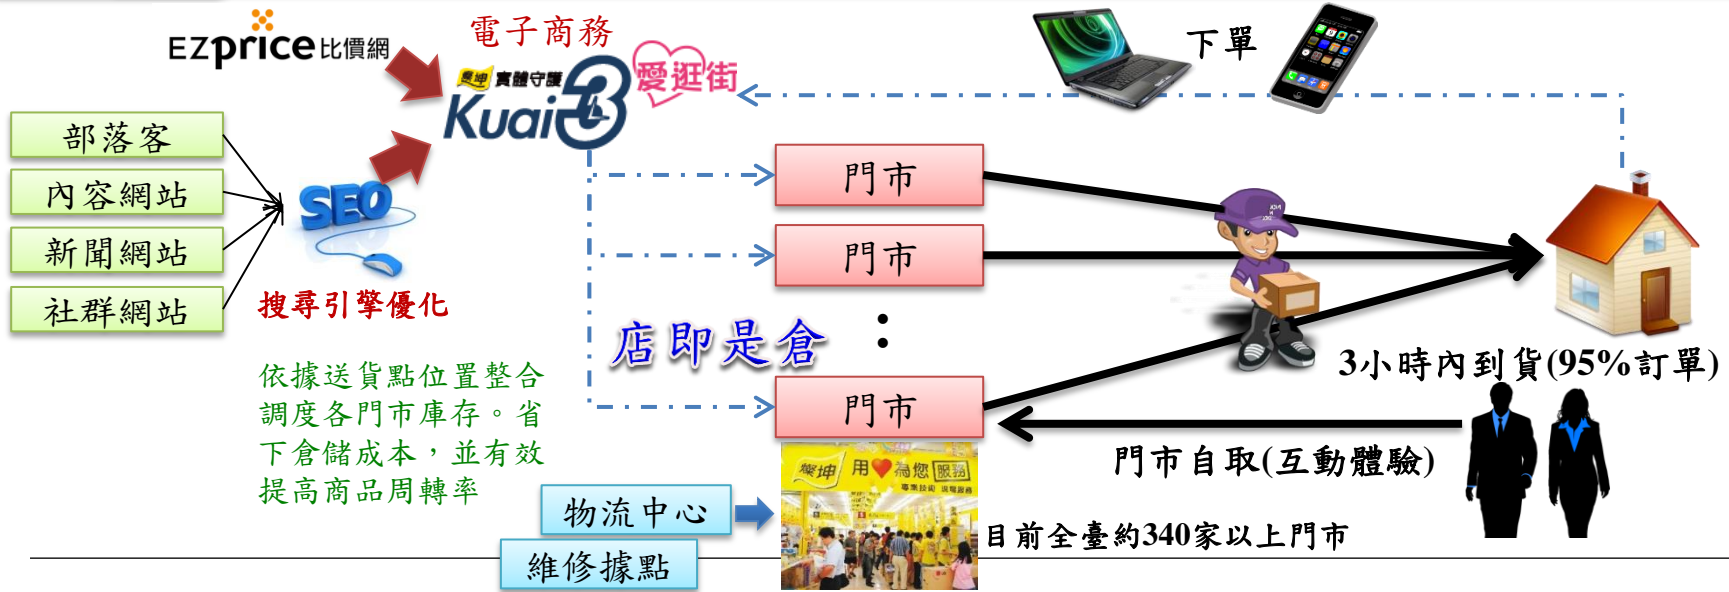 EZprice比價網
電子商務
燦坤 實體守護
Kuai3
愛逛街
下單
部落客
內容網站
新聞網站
社群網站
SEO
搜尋引擎優化
依據送貨點位置整合
調度各門市庫存。省
下倉儲成本，並有效
提高商品周轉率
門市
門市
店即是倉
：
門市
3小時內到貨(95%訂單)
門市自取(互動體驗)
燦坤 用❤為您服務
專業技術
物流中心
維修據點
目前全臺約340家以上門市